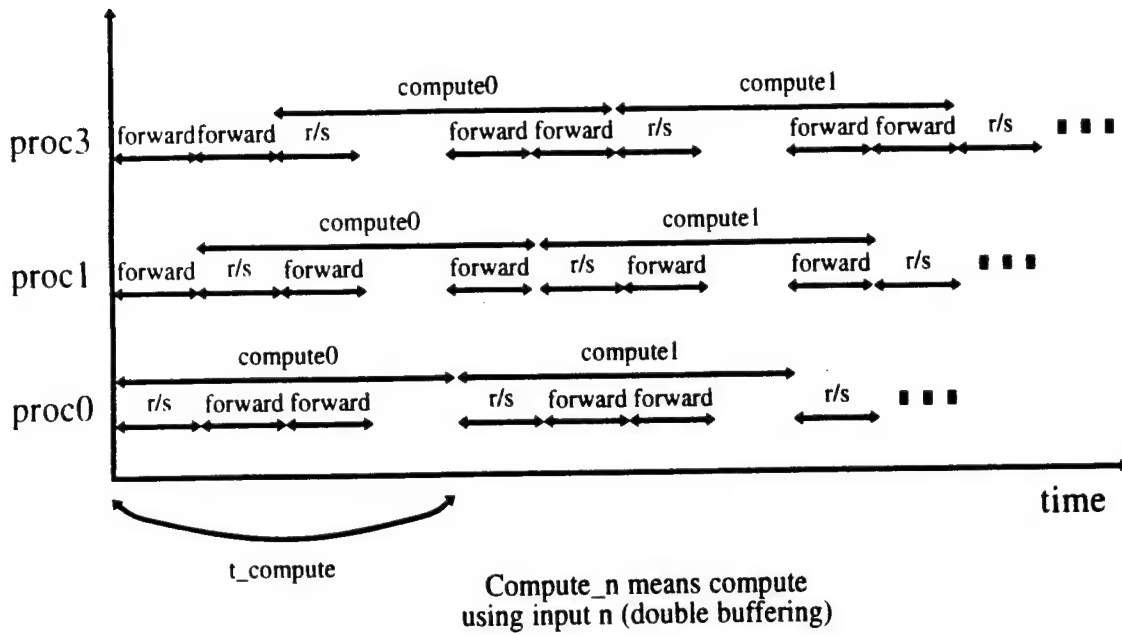 compute0 compute1
forward forward r/s forward forward r/s forward forward r/s
proc3
compute0 compute1
forward r/s forward forward r/s forward forward r/s
proc1
compute0 compute1
r/s forward forward r/s forward forward r/s
proc0
time
t_compute
Compute_n means compute
using input n (double buffering)